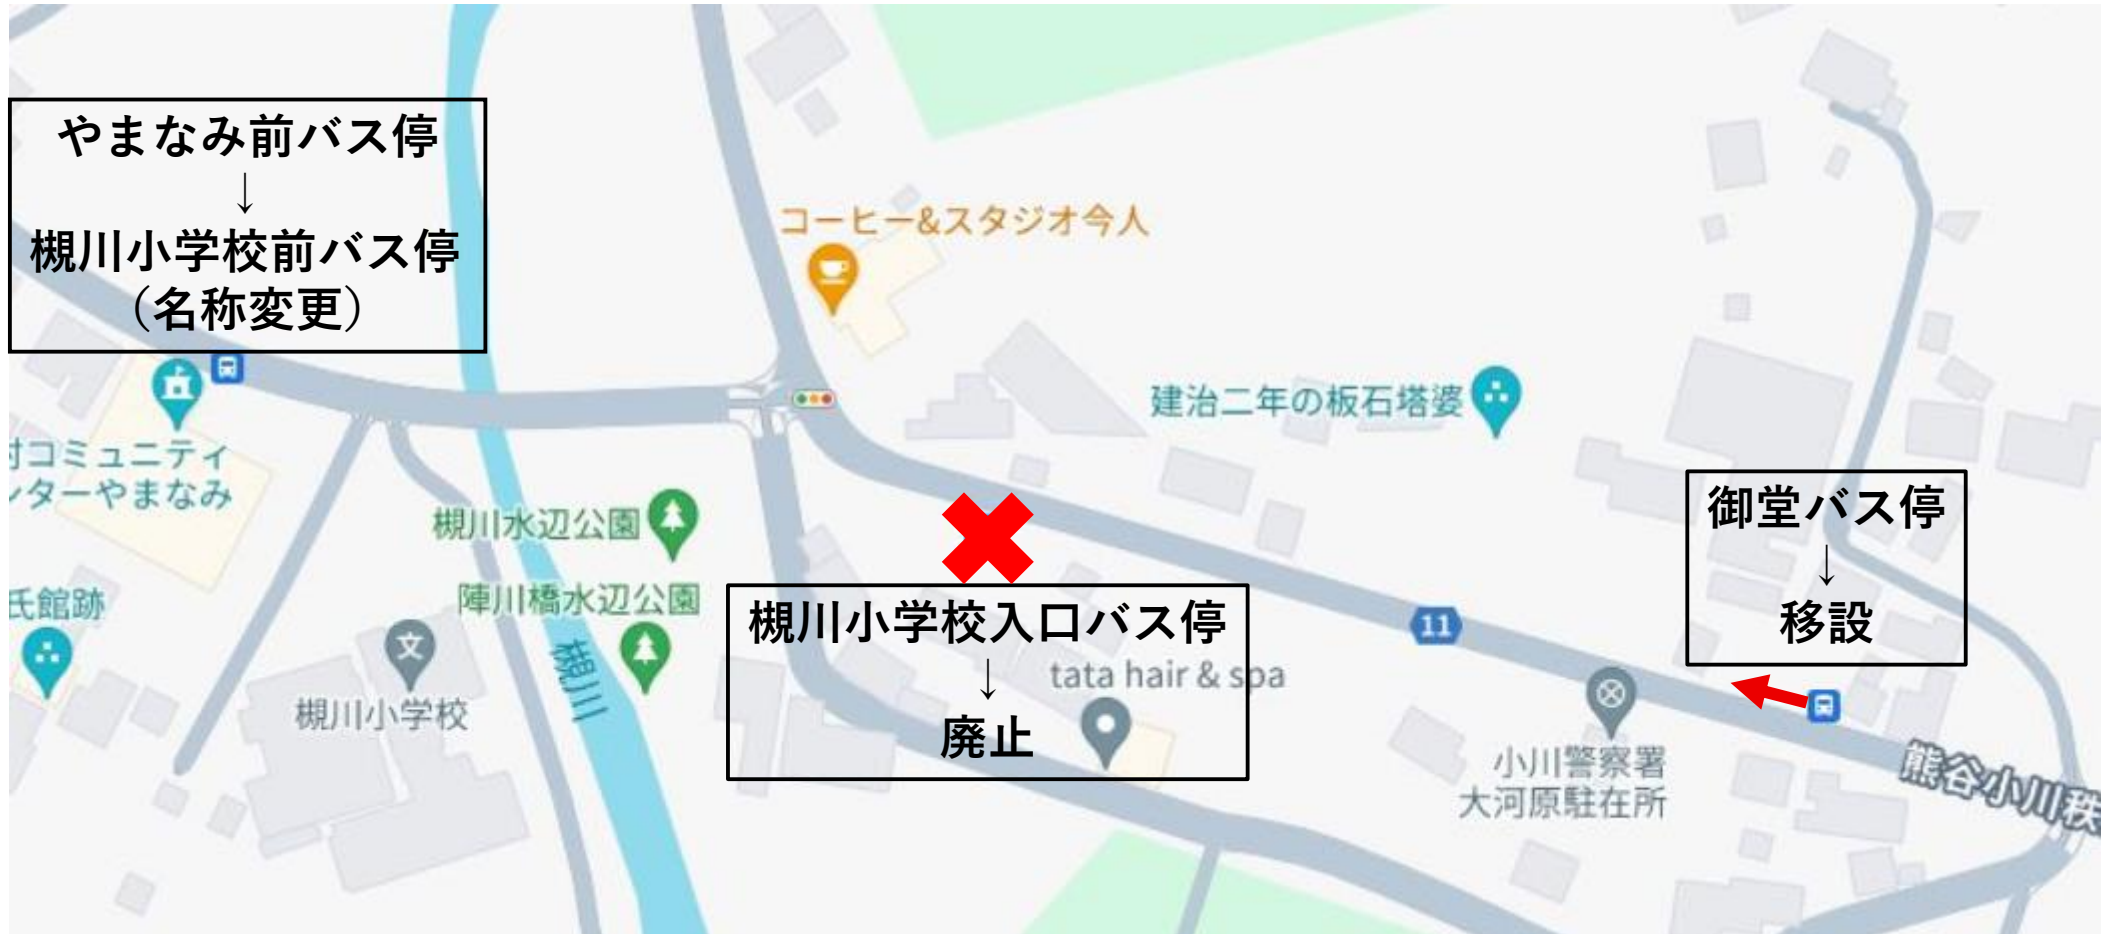 やまなみ前バス停
↓
槻川小学校前バス停
（名称変更）
コーヒー&スタジオ今人
建治二年の板石塔婆
村コミュニティ
ンターやまなみ
槻川水辺公園
御堂バス停
↓
移設
氏館跡
陣川橋水辺公園
槻川小学校入口バス停
↓
廃止
11
文
槻川
tata hair & spa
槻川小学校
小川警察署
大河原駐在所
熊谷小川秩